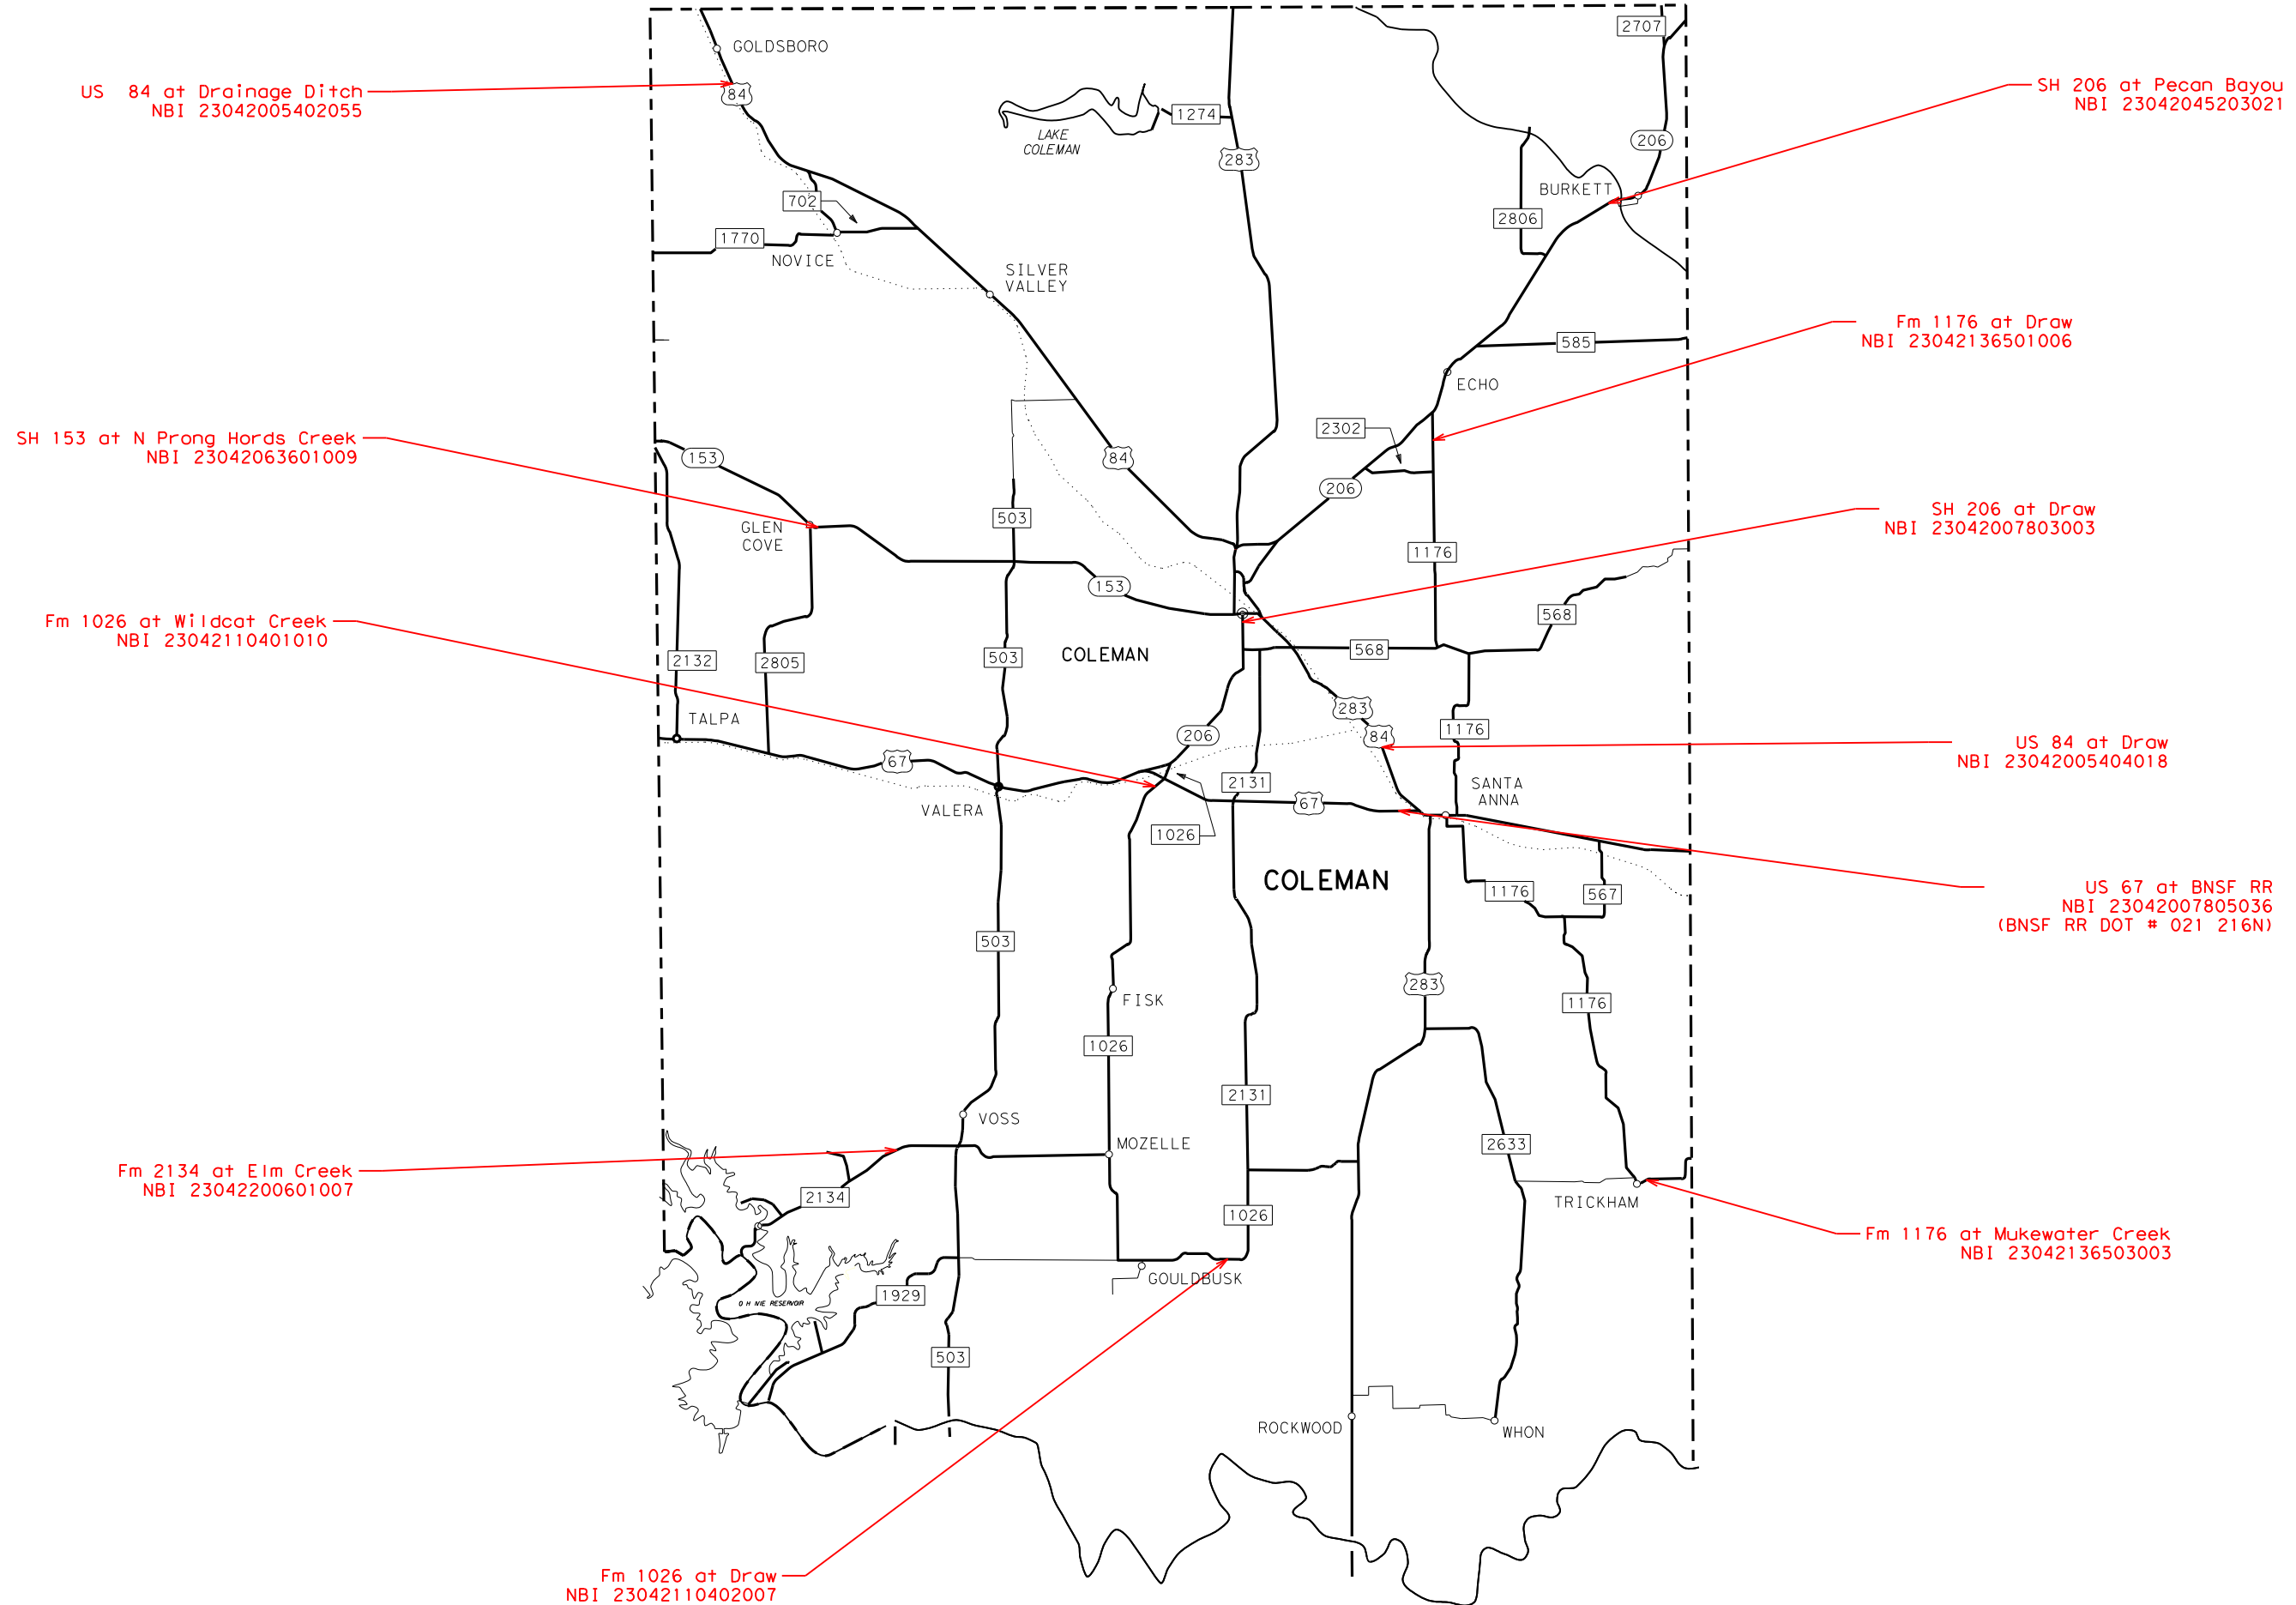 2707
GOLDSBORO
US 84 at Drainage Ditch
NBI 23042005402055
84
SH 206 at Pecan Bayou
NBI 23042045203021
1274
LAKE
COLEMAN
283
206
BURKETT
702
2806
1770
NOVICE
SILVER
VALLEY
Fm 1176 at Draw
NBI 23042136501006
585
ECHO
2302
SH 153 at N Prong Hords Creek
NBI 23042063601009
153
84
206
503
GLEN
COVE
SH 206 at Draw
NBI 23042007803003
1176
153
568
Fm 1026 at Wildcat Creek
NBI 23042110401010
COLEMAN
568
2132
2805
503
TALPA
283
206
84
1176
US 84 at Draw
NBI 23042005404018
67
2131
SANTA
ANNA
VALERA
67
1026
COLEMAN
1176
567
US 67 at BNSF RR
NBI 23042007805036
(BNSF RR DOT # 021 216N)
503
283
FISK
1176
1026
2131
VOSS
MOZELLE
2633
Fm 2134 at Elm Creek
NBI 23042200601007
2134
TRICKHAM
1026
Fm 1176 at Mukewater Creek
NBI 23042136503003
GOULDBUSK
1929
O H IVIE RESERVOIR
503
ROCKWOOD
WHON
Fm 1026 at Draw
NBI 23042110402007